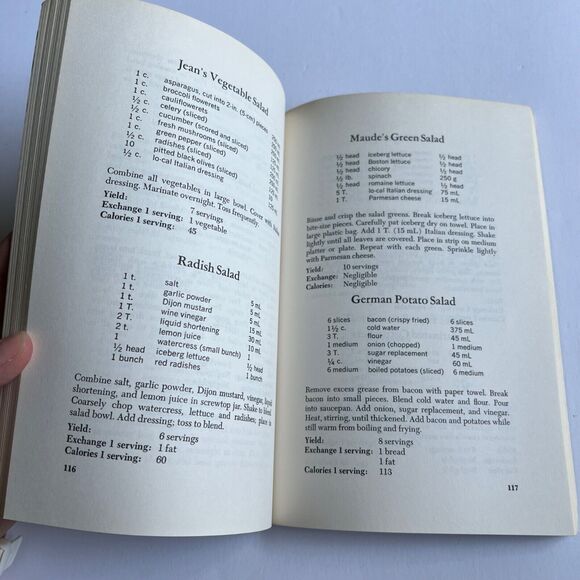 Jean's Vegetable Salad
1 c. asparagus, cut into 2-in. (5 cm) pieces
1 c. broccoli flowerets
1 c. cauliflowerets
½ c. celery (sliced)
½ c. cucumber (scored and sliced)
1 c. fresh mushrooms (sliced)
½ c. green pepper (sliced)
10 radishes (sliced)
½ c. pitted black olives (sliced)
lo-cal Italian dressing
Combine all vegetables in large bowl. Cover with
dressing. Marinate overnight. Toss frequently.
Yield: 7 servings
Exchange 1 serving: 1 vegetable
Calories 1 serving: 45
Radish Salad
1 t. salt 5 mL
1 t. garlic powder 5 mL
1 t. Dijon mustard 5 mL
1 T. wine vinegar 15 mL
2 T. liquid shortening 30 mL
2 t. lemon juice 10 mL
1 watercress (small bunch) 1
½ head iceberg lettuce ½ head
1 bunch red radishes 1 bunch
Combine salt, garlic powder, Dijon mustard, vinegar, liquid
shortening, and lemon juice in screwtop jar. Shake to blend.
Coarsely chop watercress, lettuce and radishes; place in
salad bowl. Add dressing; toss to blend.
Yield: 6 servings
Exchange 1 serving: 1 fat
Calories 1 serving: 60
116
Maude's Green Salad
½ head iceberg lettuce ½ head
½ head Boston lettuce ½ head
½ head chicory ½ head
½ lb. spinach 250 g
½ head romaine lettuce ½ head
5 T. lo-cal Italian dressing 75 mL
1 T. Parmesan cheese 15 mL
Rinse and crisp the salad greens. Break iceberg lettuce into
bite-size pieces. Carefully pat iceberg dry on towel. Place in
large plastic bag. Add 1 T. (15 mL) Italian dressing. Shake
lightly until all leaves are covered. Place in strip on medium
platter or plate. Repeat with each green. Sprinkle lightly
with Parmesan cheese.
Yield: 10 servings
Exchange: Negligible
Calories: Negligible
German Potato Salad
6 slices bacon (crispy fried) 6 slices
1½ c. cold water 375 mL
3 T. flour 45 mL
1 medium onion (chopped) 1 medium
3 T. sugar replacement 45 mL
¼ c. vinegar 60 mL
6 medium boiled potatoes (sliced) 6 medium
Remove excess grease from bacon with paper towel. Break
bacon into small pieces. Blend cold water and flour. Pour
into saucepan. Add onion, sugar replacement, and vinegar.
Heat, stirring, until thickened. Add bacon and potatoes while
still warm from boiling and frying.
Yield: 8 servings
Exchange 1 serving: 1 bread
1 fat
Calories 1 serving: 113
117